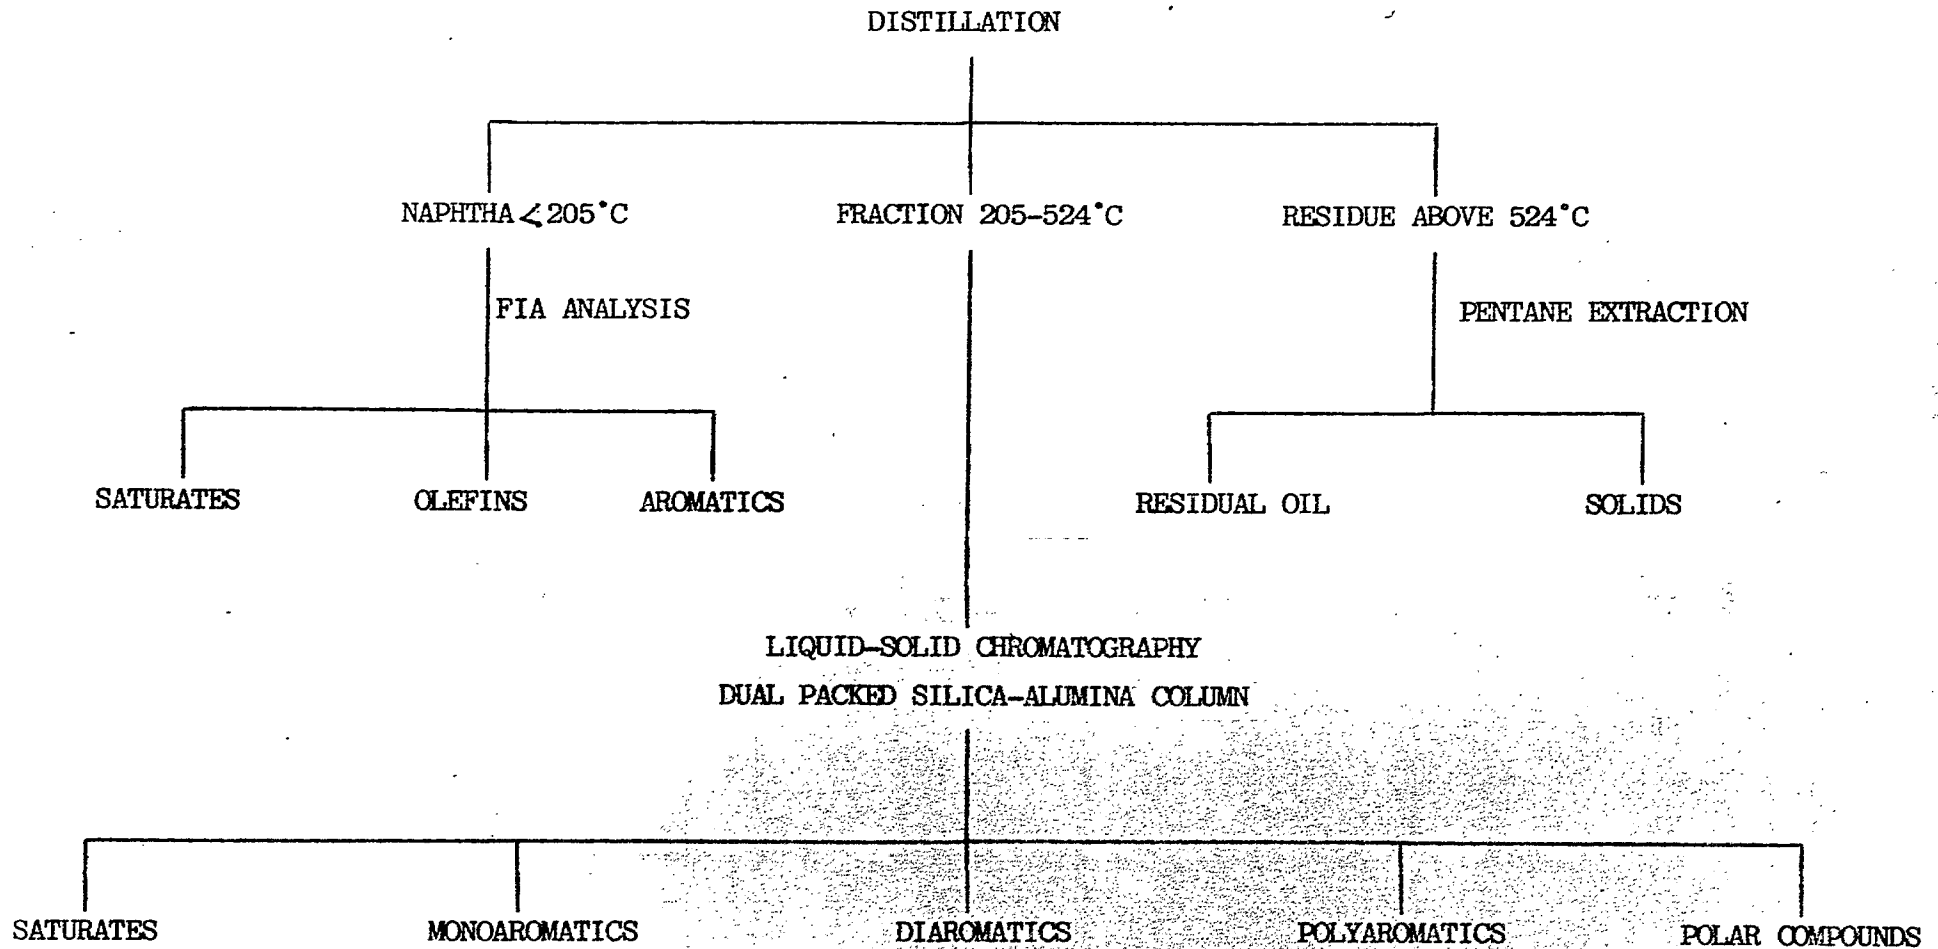 DISTILLATION
NAPHTHA < 205°C
FRACTION 205-524°C
RESIDUE ABOVE 524°C
FIA ANALYSIS
PENTANE EXTRACTION
SATURATES
OLEFINS
AROMATICS
RESIDUAL OIL
SOLIDS
LIQUID-SOLID CHROMATOGRAPHY
DUAL PACKED SILICA-ALUMINA COLUMN
SATURATES
MONOAROMATICS
DIAROMATICS
POLYAROMATICS
POLAR COMPOUNDS